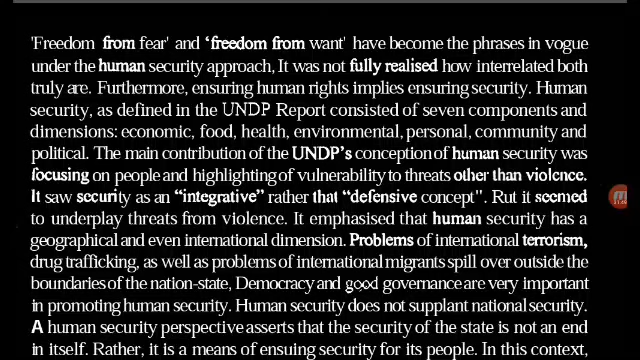 'Freedom from fear' and 'freedom from want' have become the phrases in vogue
under the human security approach, It was not fully realised how interrelated both
truly are. Furthermore, ensuring human rights implies ensuring security. Human
security, as defined in the UNDP Report consisted of seven components and
dimensions: economic, food, health, environmental, personal, community and
political. The main contribution of the UNDP's conception of human security was
focusing on people and highlighting of vulnerability to threats other than violence.
It saw security as an "integrative" rather that "defensive concept". Rut it seemed
to underplay threats from violence. It emphasised that human security has a
geographical and even international dimension. Problems of international terrorism,
drug trafficking, as well as problems of international migrants spill over outside the
boundaries of the nation-state, Democracy and good governance are very important
in promoting human security. Human security does not supplant national security.
A human security perspective asserts that the security of the state is not an end
in itself. Rather, it is a means of ensuing security for its people. In this context,